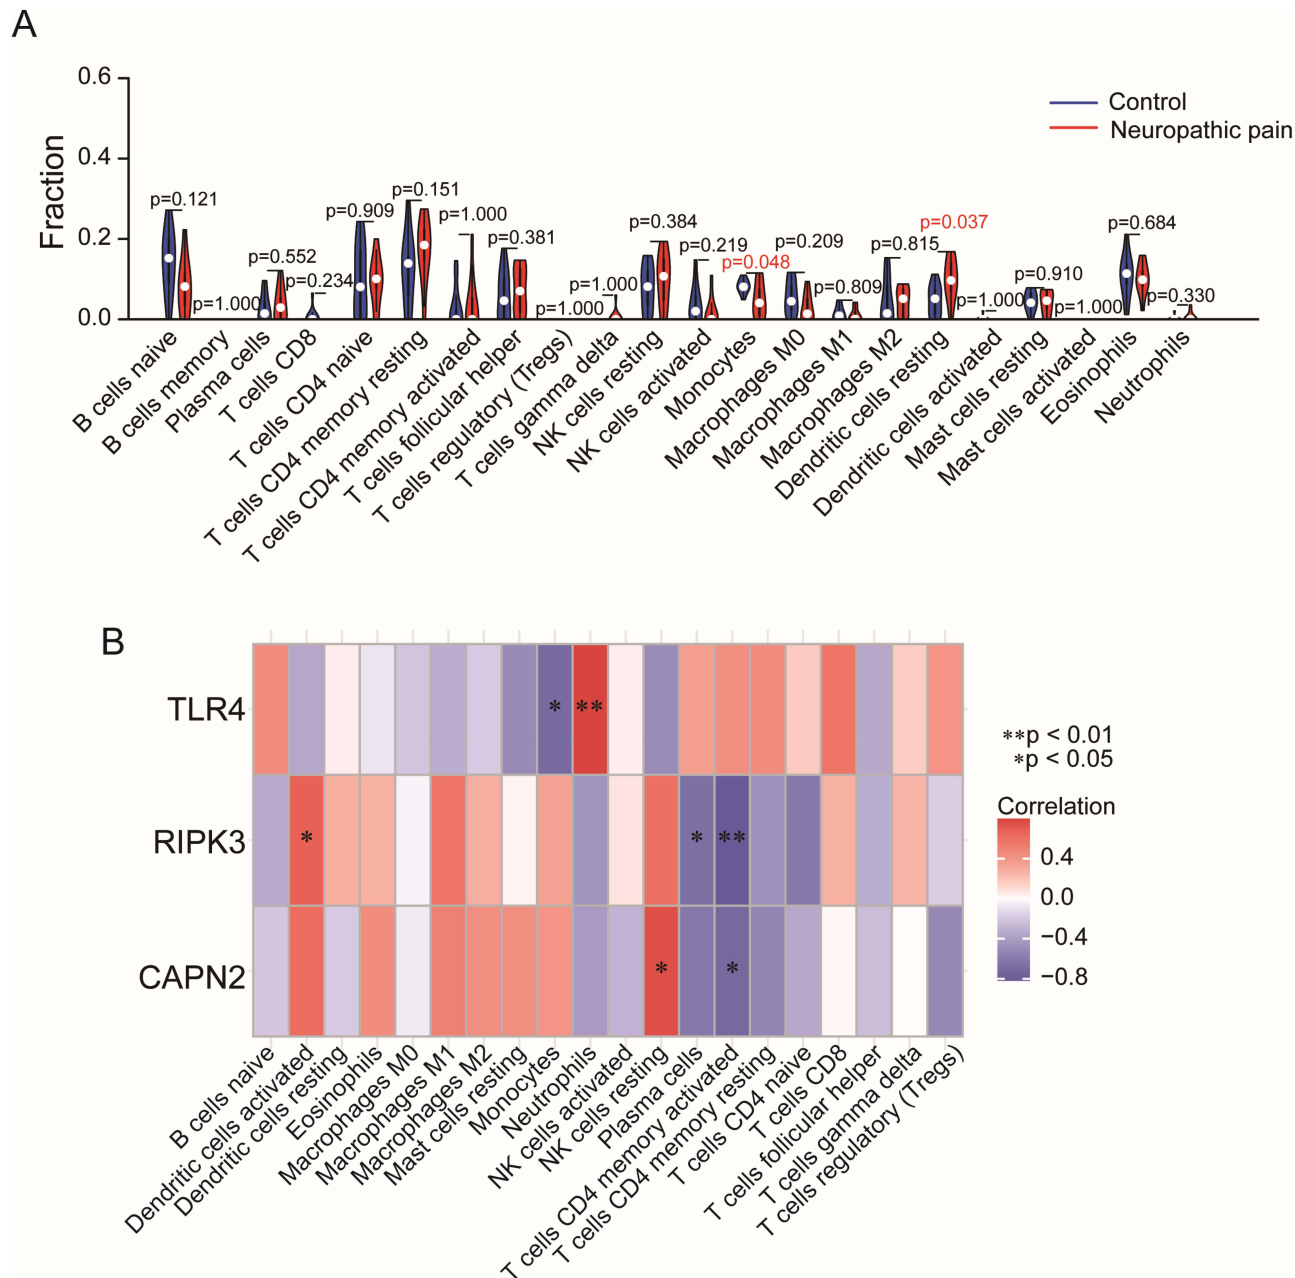 A
0.6
0.4
0.2
0.0
Fraction
Control
Neuropathic pain
p=0.121
p=1.000
p=0.552
p=0.234
p=0.909
p=0.151
p=1.000
p=0.381
p=1.000
p=1.000
p=0.384
p=0.219
p=0.048
p=0.209
p=0.809
p=0.815
p=0.037
p=1.000
p=0.910
p=1.000
p=0.684
p=0.330
B cells naive
B cells memory
Plasma cells
T cells CD8
T cells CD4 naive
T cells CD4 memory resting
T cells CD4 memory activated
T cells follicular helper
T cells regulatory (Tregs)
T cells gamma delta
NK cells resting
NK cells activated
Monocytes
Macrophages M0
Macrophages M1
Macrophages M2
Dendritic cells resting
Dendritic cells activated
Mast cells resting
Mast cells activated
Eosinophils
Neutrophils
B
TLR4
* **
RIPK3
* * **
CAPN2
* *
**p < 0.01
*p < 0.05
Correlation
0.4
0.0
−0.4
−0.8
B cells naive
Dendritic cells activated
Dendritic cells resting
Eosinophils
Macrophages M0
Macrophages M1
Macrophages M2
Mast cells resting
Monocytes
Neutrophils
NK cells activated
NK cells resting
Plasma cells
T cells CD4 memory activated
T cells CD4 memory resting
T cells CD4 naive
T cells CD8
T cells follicular helper
T cells gamma delta
T cells regulatory (Tregs)